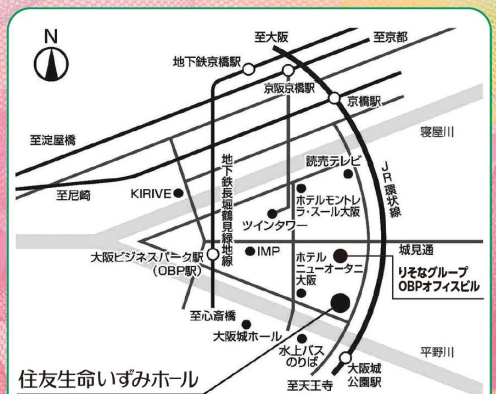 N
至大阪
至京都
地下鉄京橋駅
京阪京橋駅
京橋駅
至淀屋橋
寝屋川
地下鉄長堀鶴見緑地線
読売テレビ
JR環状線
至尼崎
KIRIVE
ホテルモントレ
ラ・スール大阪
ツインタワー
城見通
大阪ビジネスパーク駅
(OBP駅)
IMP
ホテル
ニューオータニ
大阪
りそなグループ
OBPオフィスビル
至心斎橋
大阪城ホール
水上バス
のりば
平野川
大阪城
公園駅
至天王寺
住友生命いずみホール